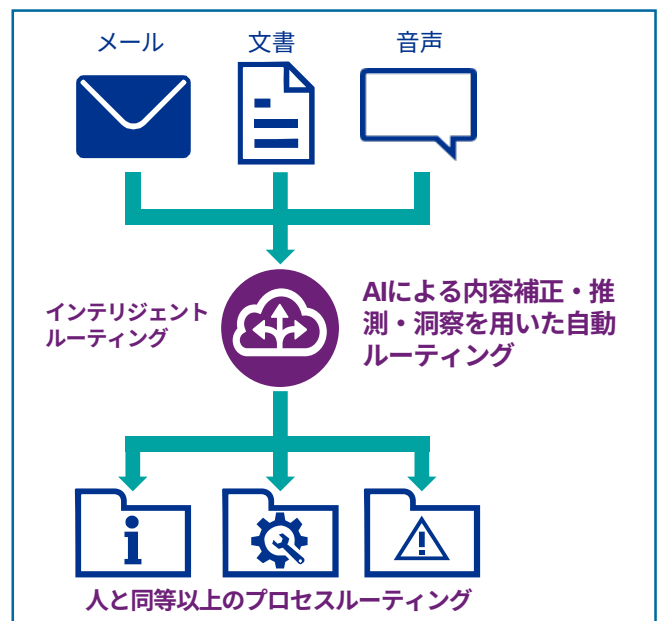 メール
文書
音声
インテリジェント
ルーティング
AIによる内容補正・推
測・洞察を用いた自動
ルーティング
人と同等以上のプロセスルーティング